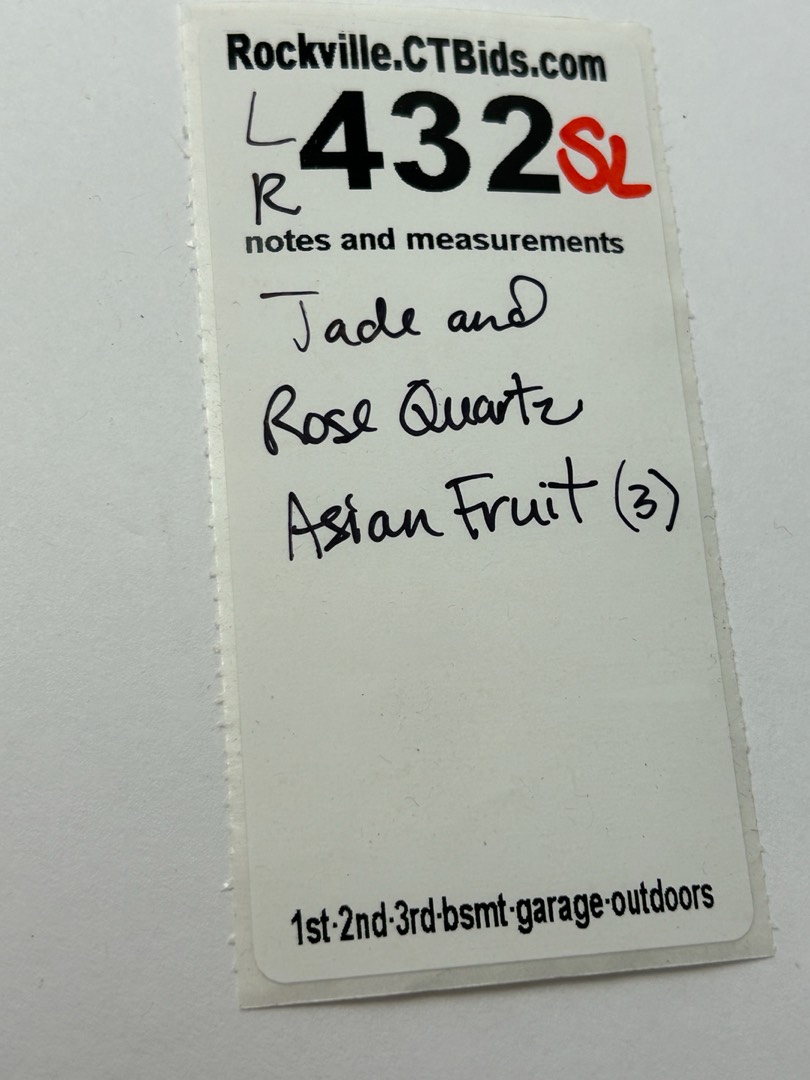 Rockville.CTBids.com
L R 432SL
notes and measurements
Jade and
Rose Quartz
Asian Fruit (3)
1st·2nd·3rd·bsmt·garage·outdoors